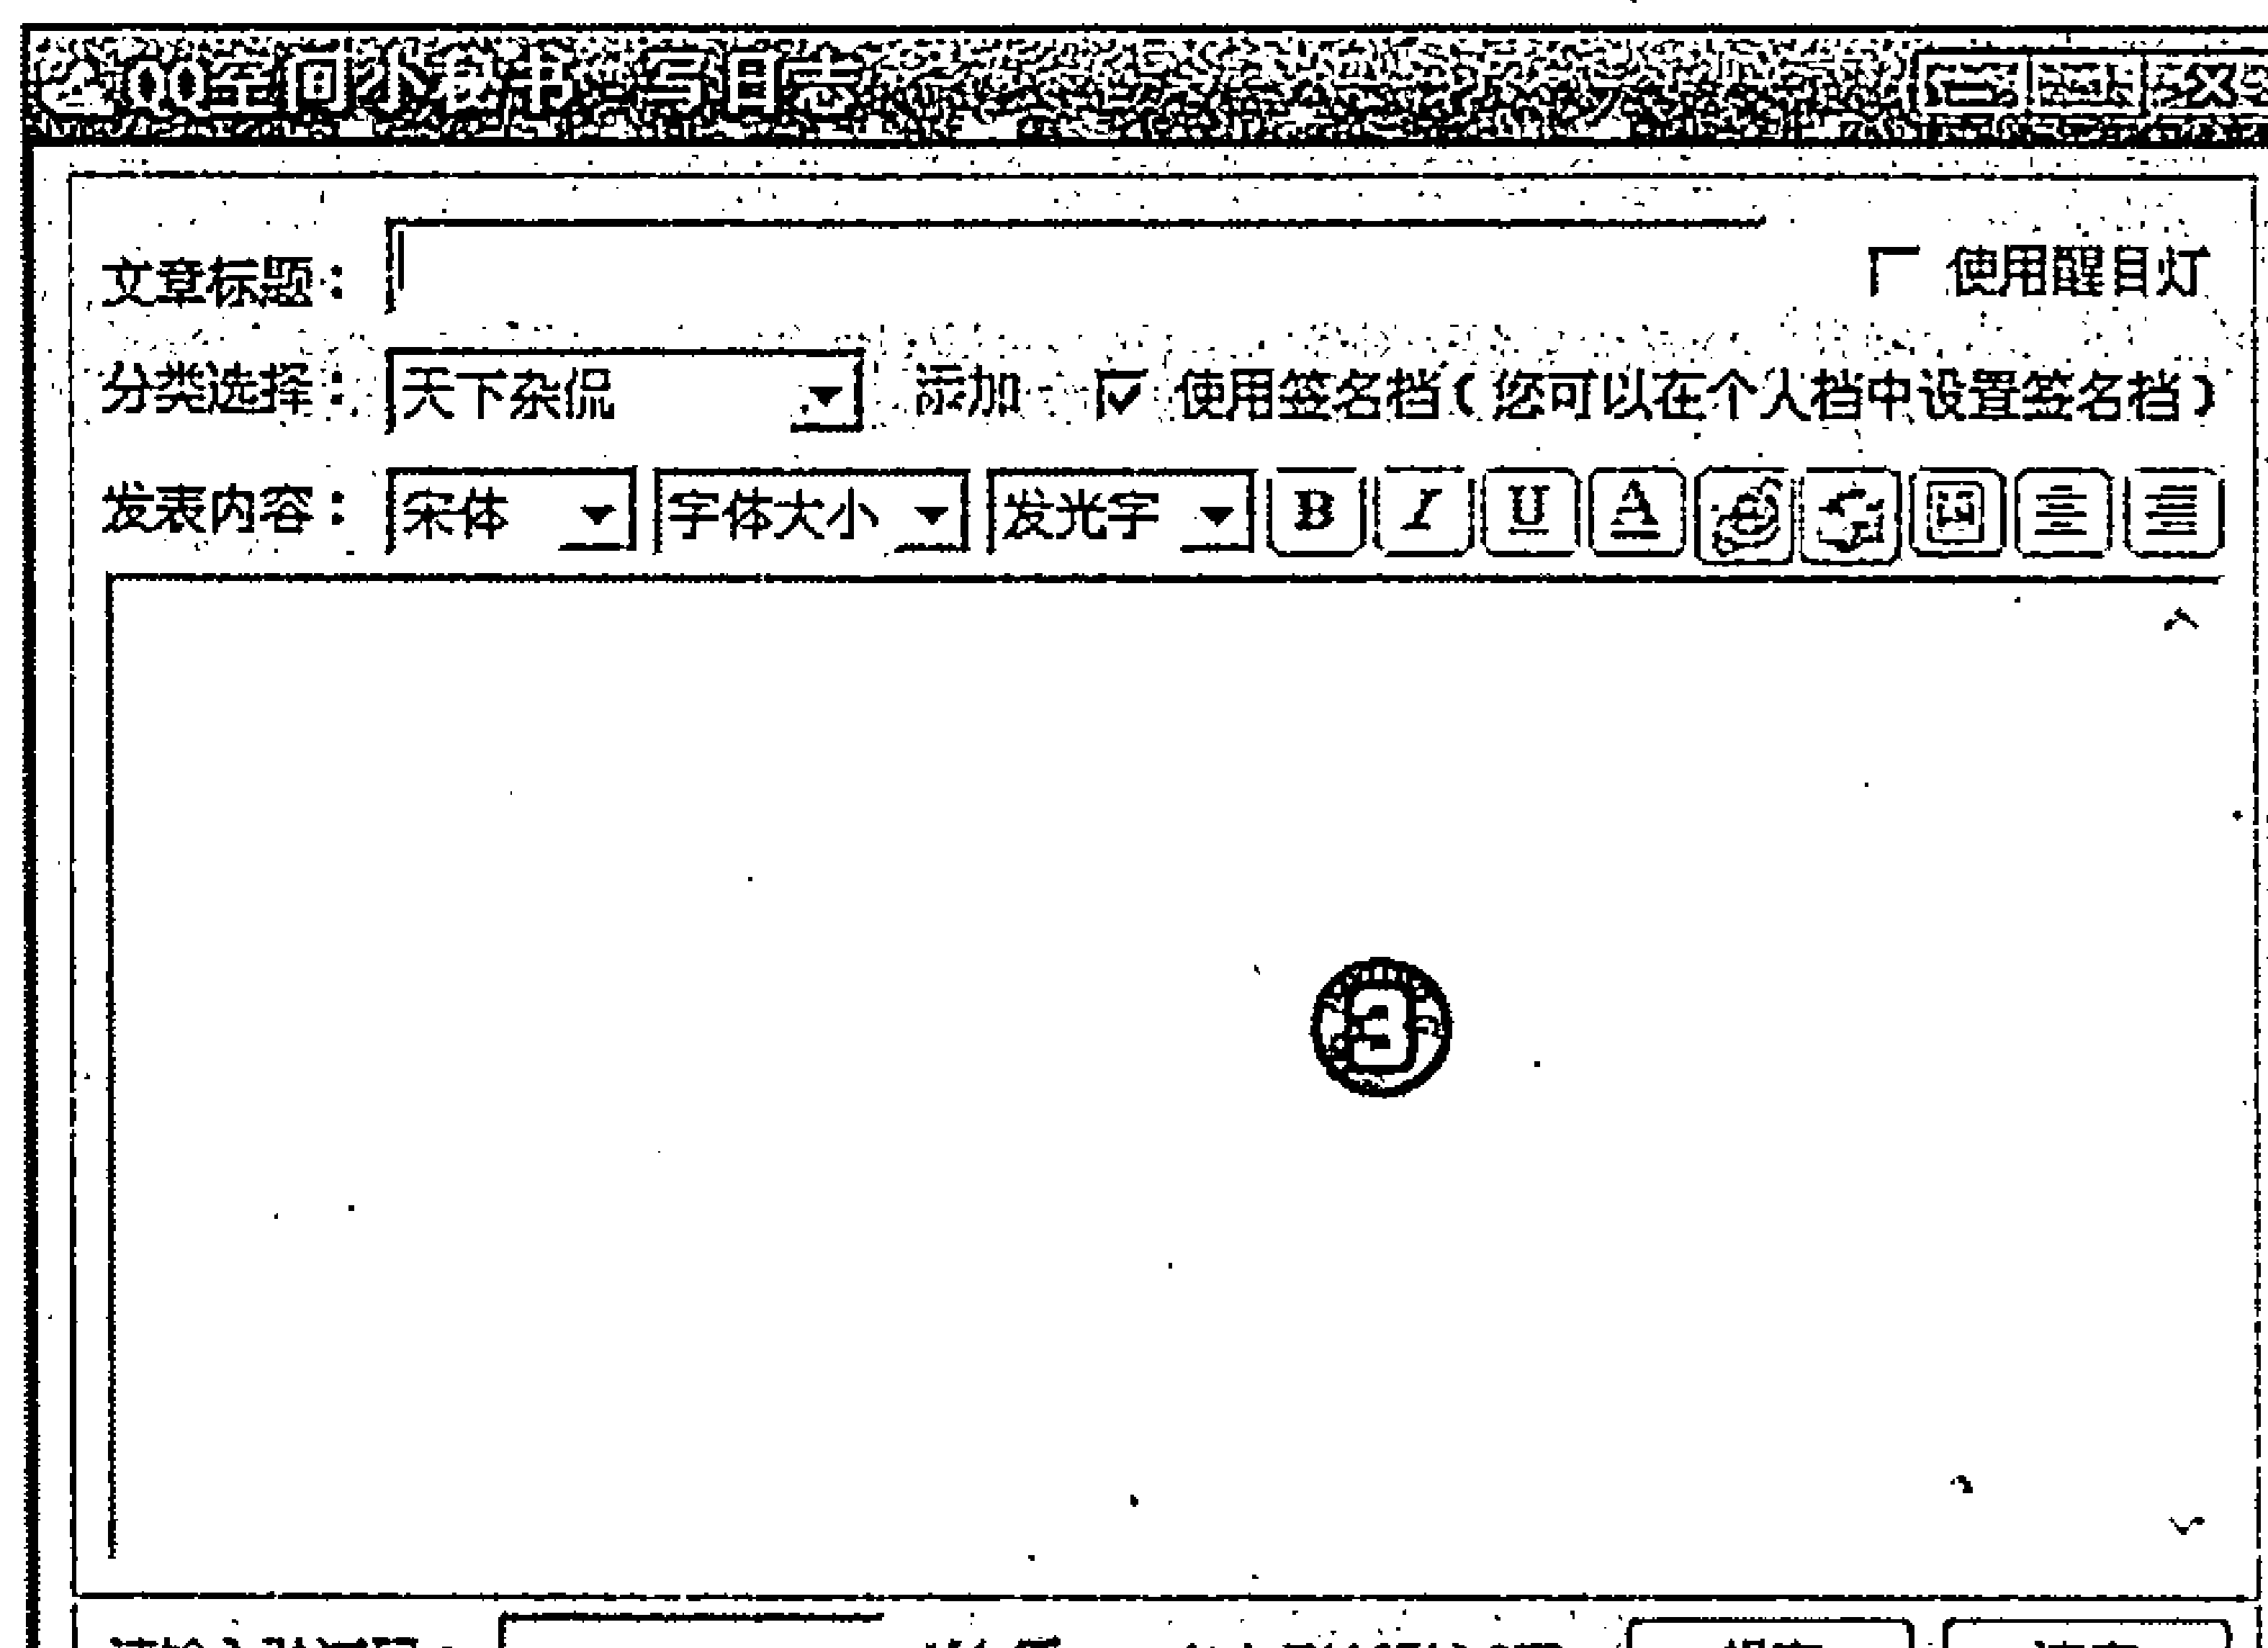 QQ空间小秘书 写日志
文章标题： 使用醒目灯
分类选择： 天下杂侃 添加 使用签名档(您可以在个人档中设置签名档)
发表内容： 宋体 字体大小 发光字 B I U A
3